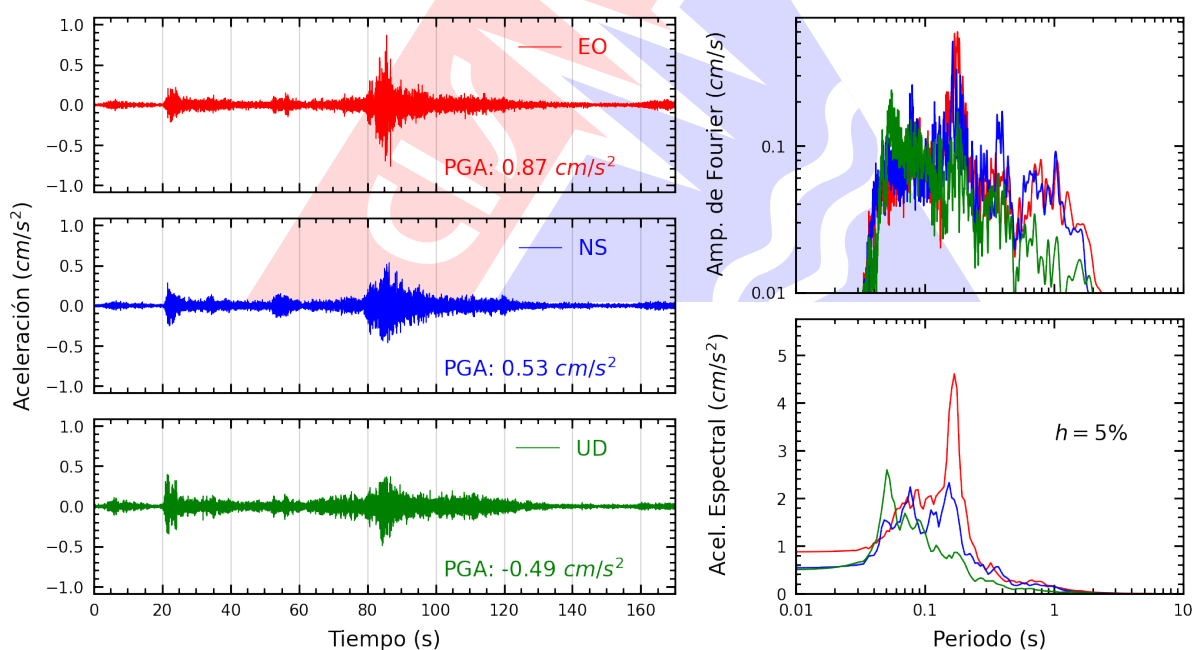 1.0
0.5
0.0
−0.5
−1.0
EO
PGA: 0.87 cm/s²
1.0
0.5
0.0
−0.5
−1.0
NS
PGA: 0.53 cm/s²
1.0
0.5
0.0
−0.5
−1.0
UD
PGA: -0.49 cm/s²
0 20 40 60 80 100 120 140 160
Tiempo (s)
Aceleración (cm/s²)
Amp. de Fourier (cm/s)
0.1
0.01
Acel. Espectral (cm/s²)
5
4
3
2
1
0
h = 5%
0.01 0.1 1 10
Periodo (s)